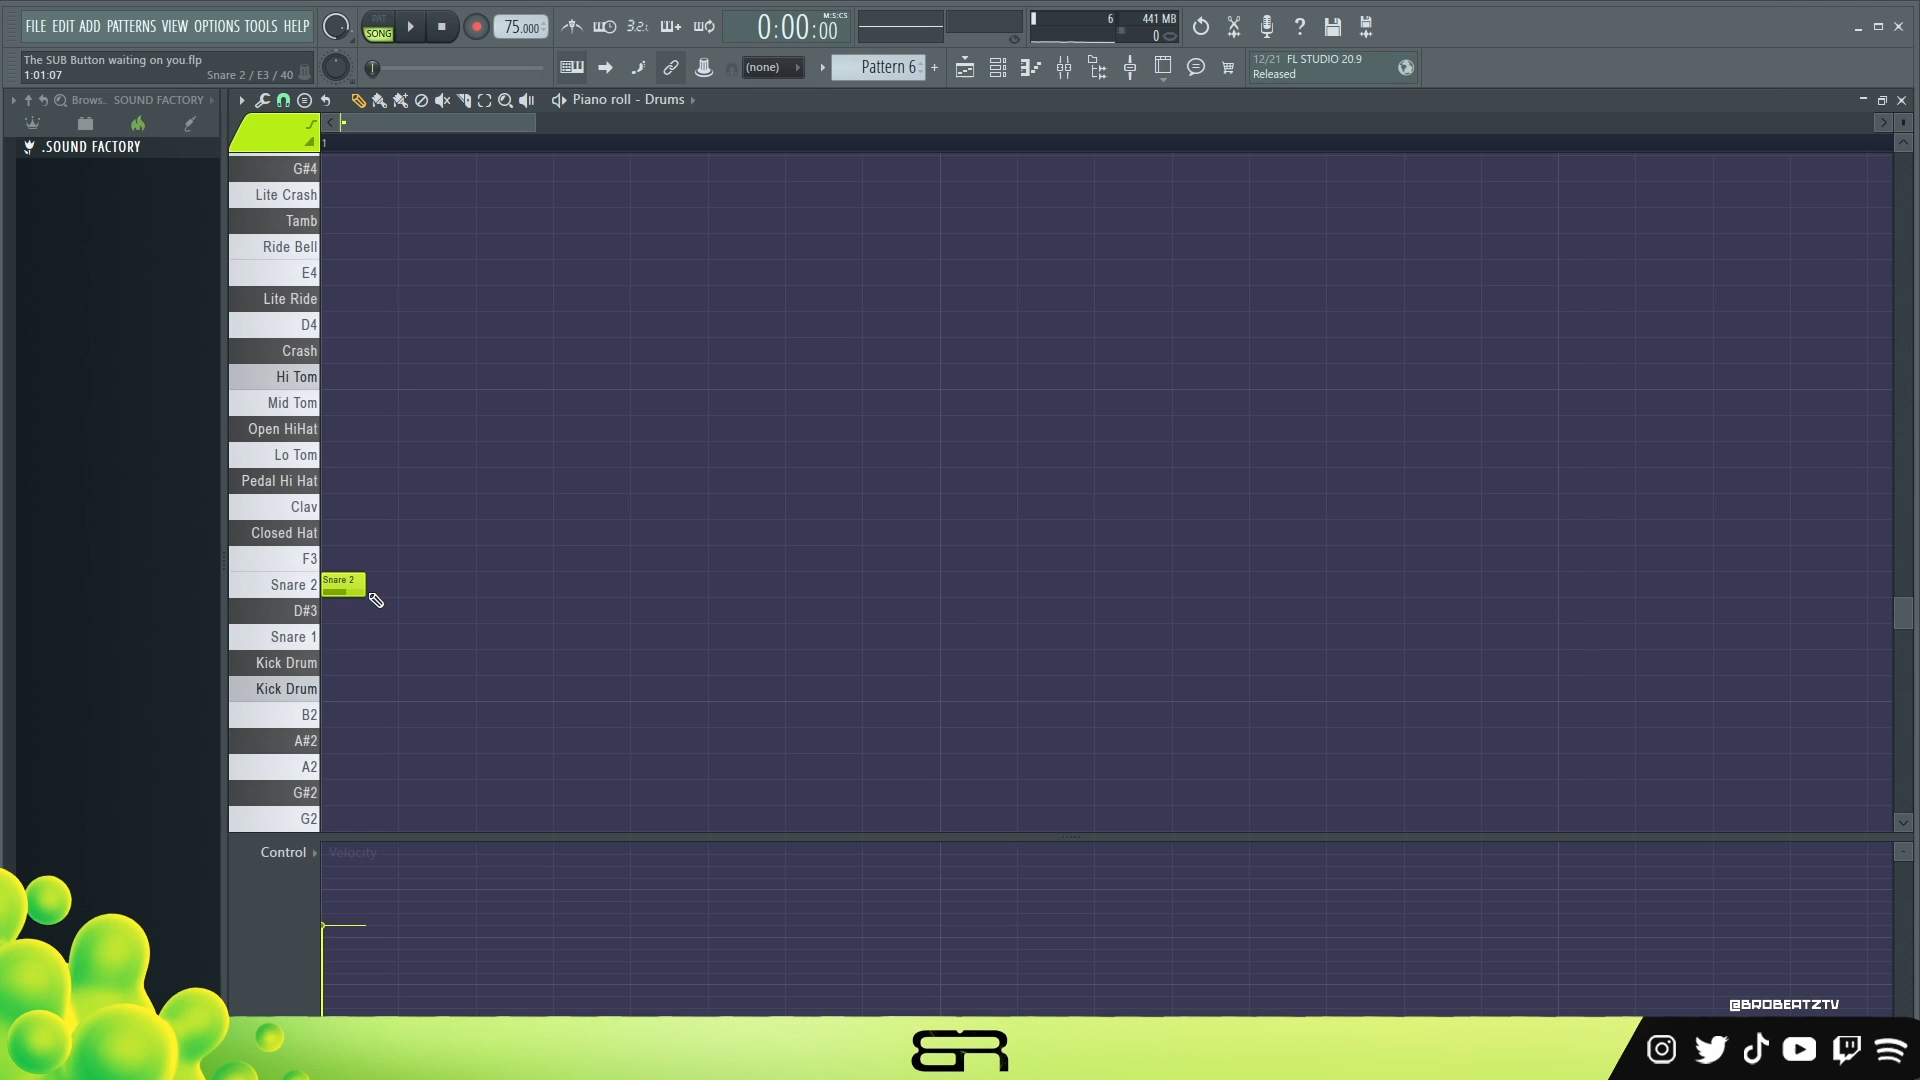 FILE EDIT ADD PATTERNS VIEW OPTIONS TOOLS HELP
PAT
SONG
75.000
3.2:
0:00:00
M:S:CS
6
441 MB
0
?
The SUB Button waiting on you.flp
1:01:07
Snare 2 / E3 / 40
(none)
Pattern 6
+
12/21 FL STUDIO 20.9
Released
Brows.. SOUND FACTORY
Piano roll - Drums
.SOUND FACTORY
1
G#4
Lite Crash
Tamb
Ride Bell
E4
Lite Ride
D4
Crash
Hi Tom
Mid Tom
Open HiHat
Lo Tom
Pedal Hi Hat
Clav
Closed Hat
F3
Snare 2
Snare 2
D#3
Snare 1
Kick Drum
Kick Drum
B2
A#2
A2
G#2
G2
Control
Velocity
@BROBEATZTV
BR